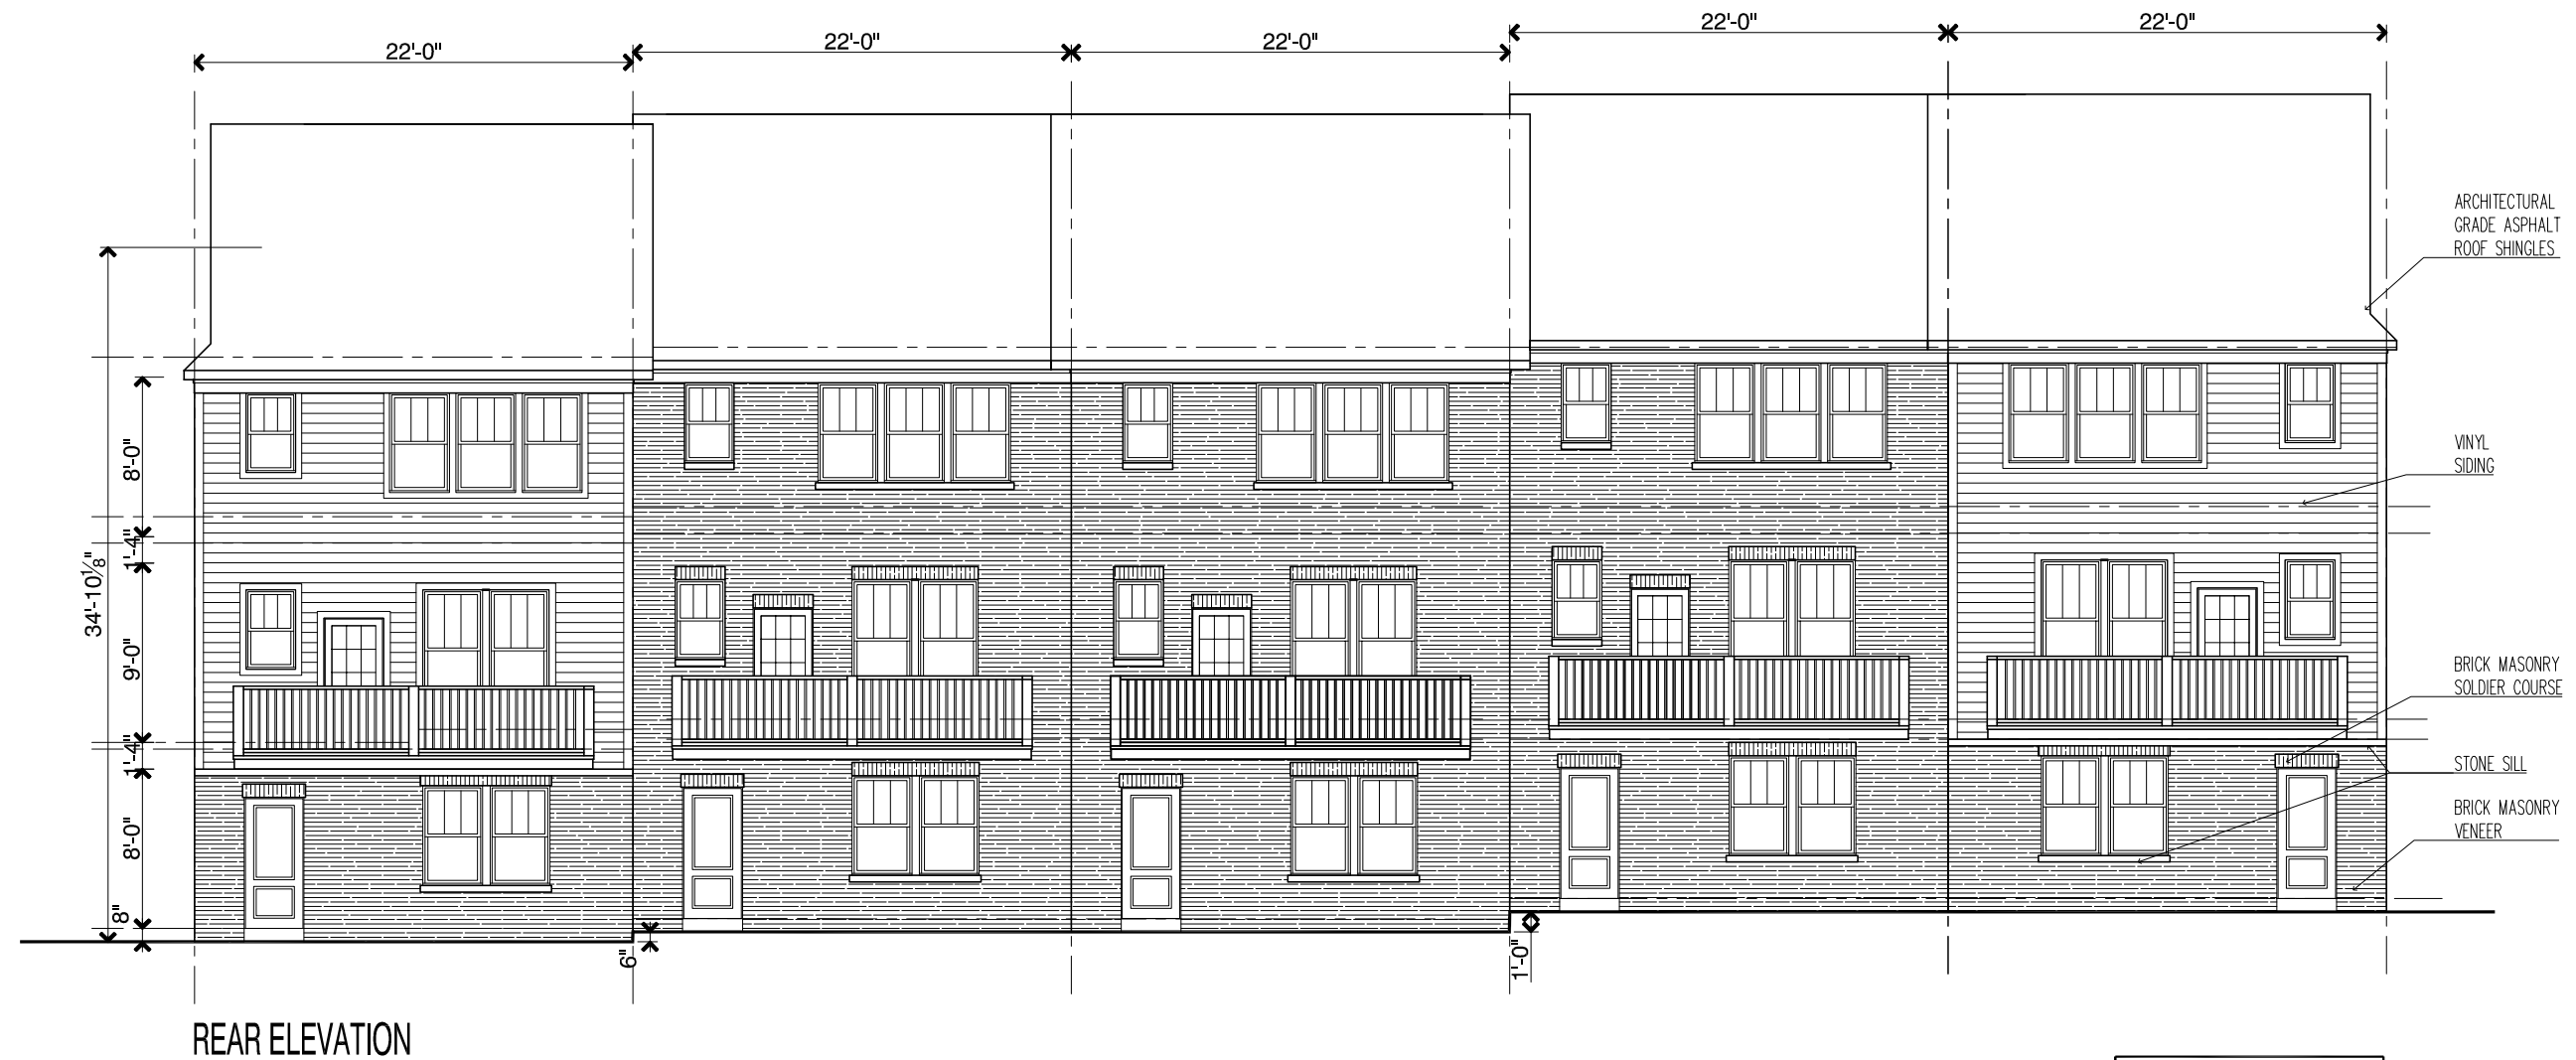 22'-0"
22'-0"
22'-0"
22'-0"
22'-0"
ARCHITECTURAL
GRADE ASPHALT
ROOF SHINGLES
VINYL
SIDING
BRICK MASONRY
SOLDIER COURSE
STONE SILL
BRICK MASONRY
VENEER
34'-10⅛"
8'-0"
1'-4"
9'-0"
1'-4"
8'-0"
8"
6"
1'-0"
REAR ELEVATION